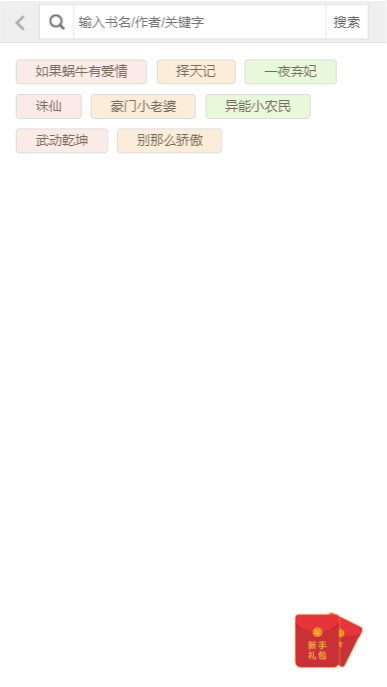 输入书名/作者/关键字 搜索
如果蜗牛有爱情 择天记 一夜弃妃
诛仙 豪门小老婆 异能小农民
武动乾坤 别那么骄傲
新手
礼包